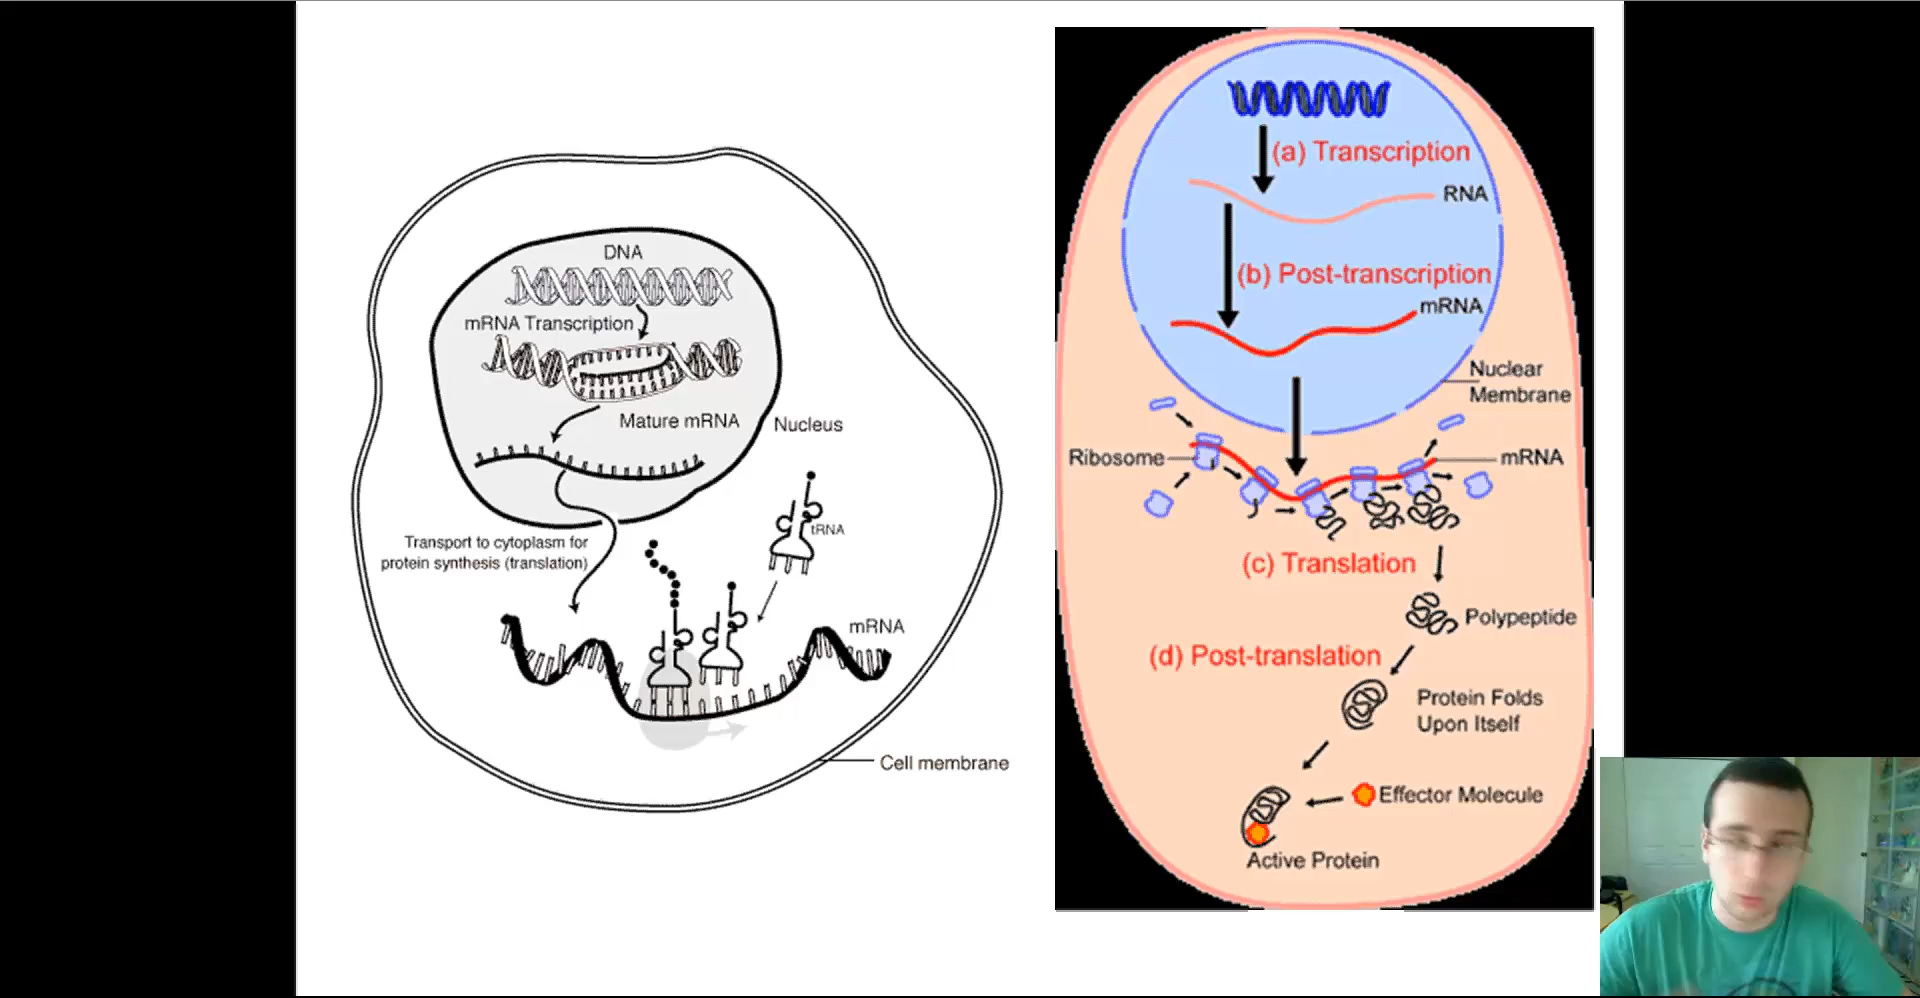 DNA
mRNA Transcription
Mature mRNA
Nucleus
tRNA
Transport to cytoplasm for
protein synthesis (translation)
mRNA
Cell membrane
(a) Transcription
RNA
(b) Post-transcription
mRNA
Nuclear
Membrane
Ribosome
mRNA
(c) Translation
Polypeptide
(d) Post-translation
Protein Folds
Upon Itself
Effector Molecule
Active Protein